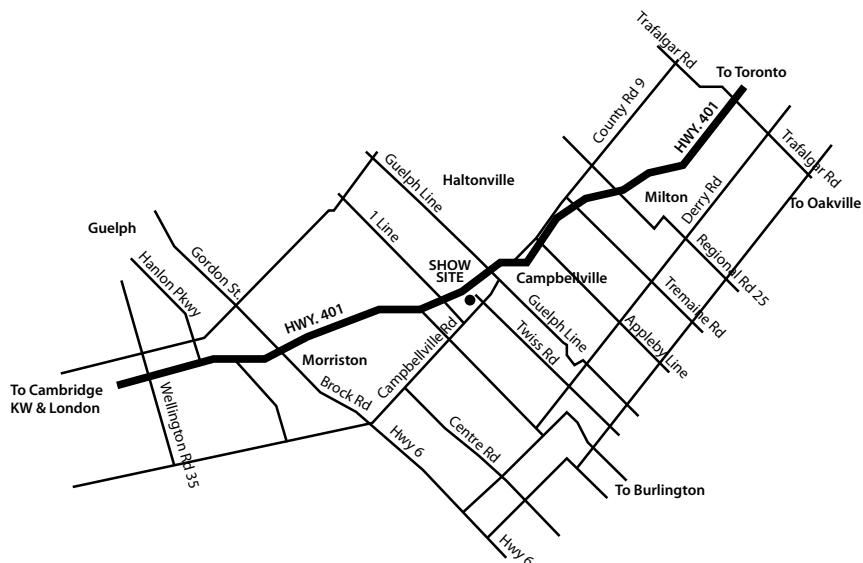 Trafalgar Rd
To Toronto
County Rd 9
HWY. 401
Trafalgar Rd
Guelph Line
Haltonville
Milton
Derry Rd
To Oakville
1 Line
Guelph
Gordon St.
Hanlon Pkwy
SHOW
SITE
Campbellville
Regional Rd 25
Tremaine Rd
HWY. 401
Guelph Line
Appleby Line
Twiss Rd
Campbellville Rd
Morriston
To Cambridge
KW & London
Brock Rd
Wellington Rd 35
Hwy 6
Centre Rd
To Burlington
Hwy 6